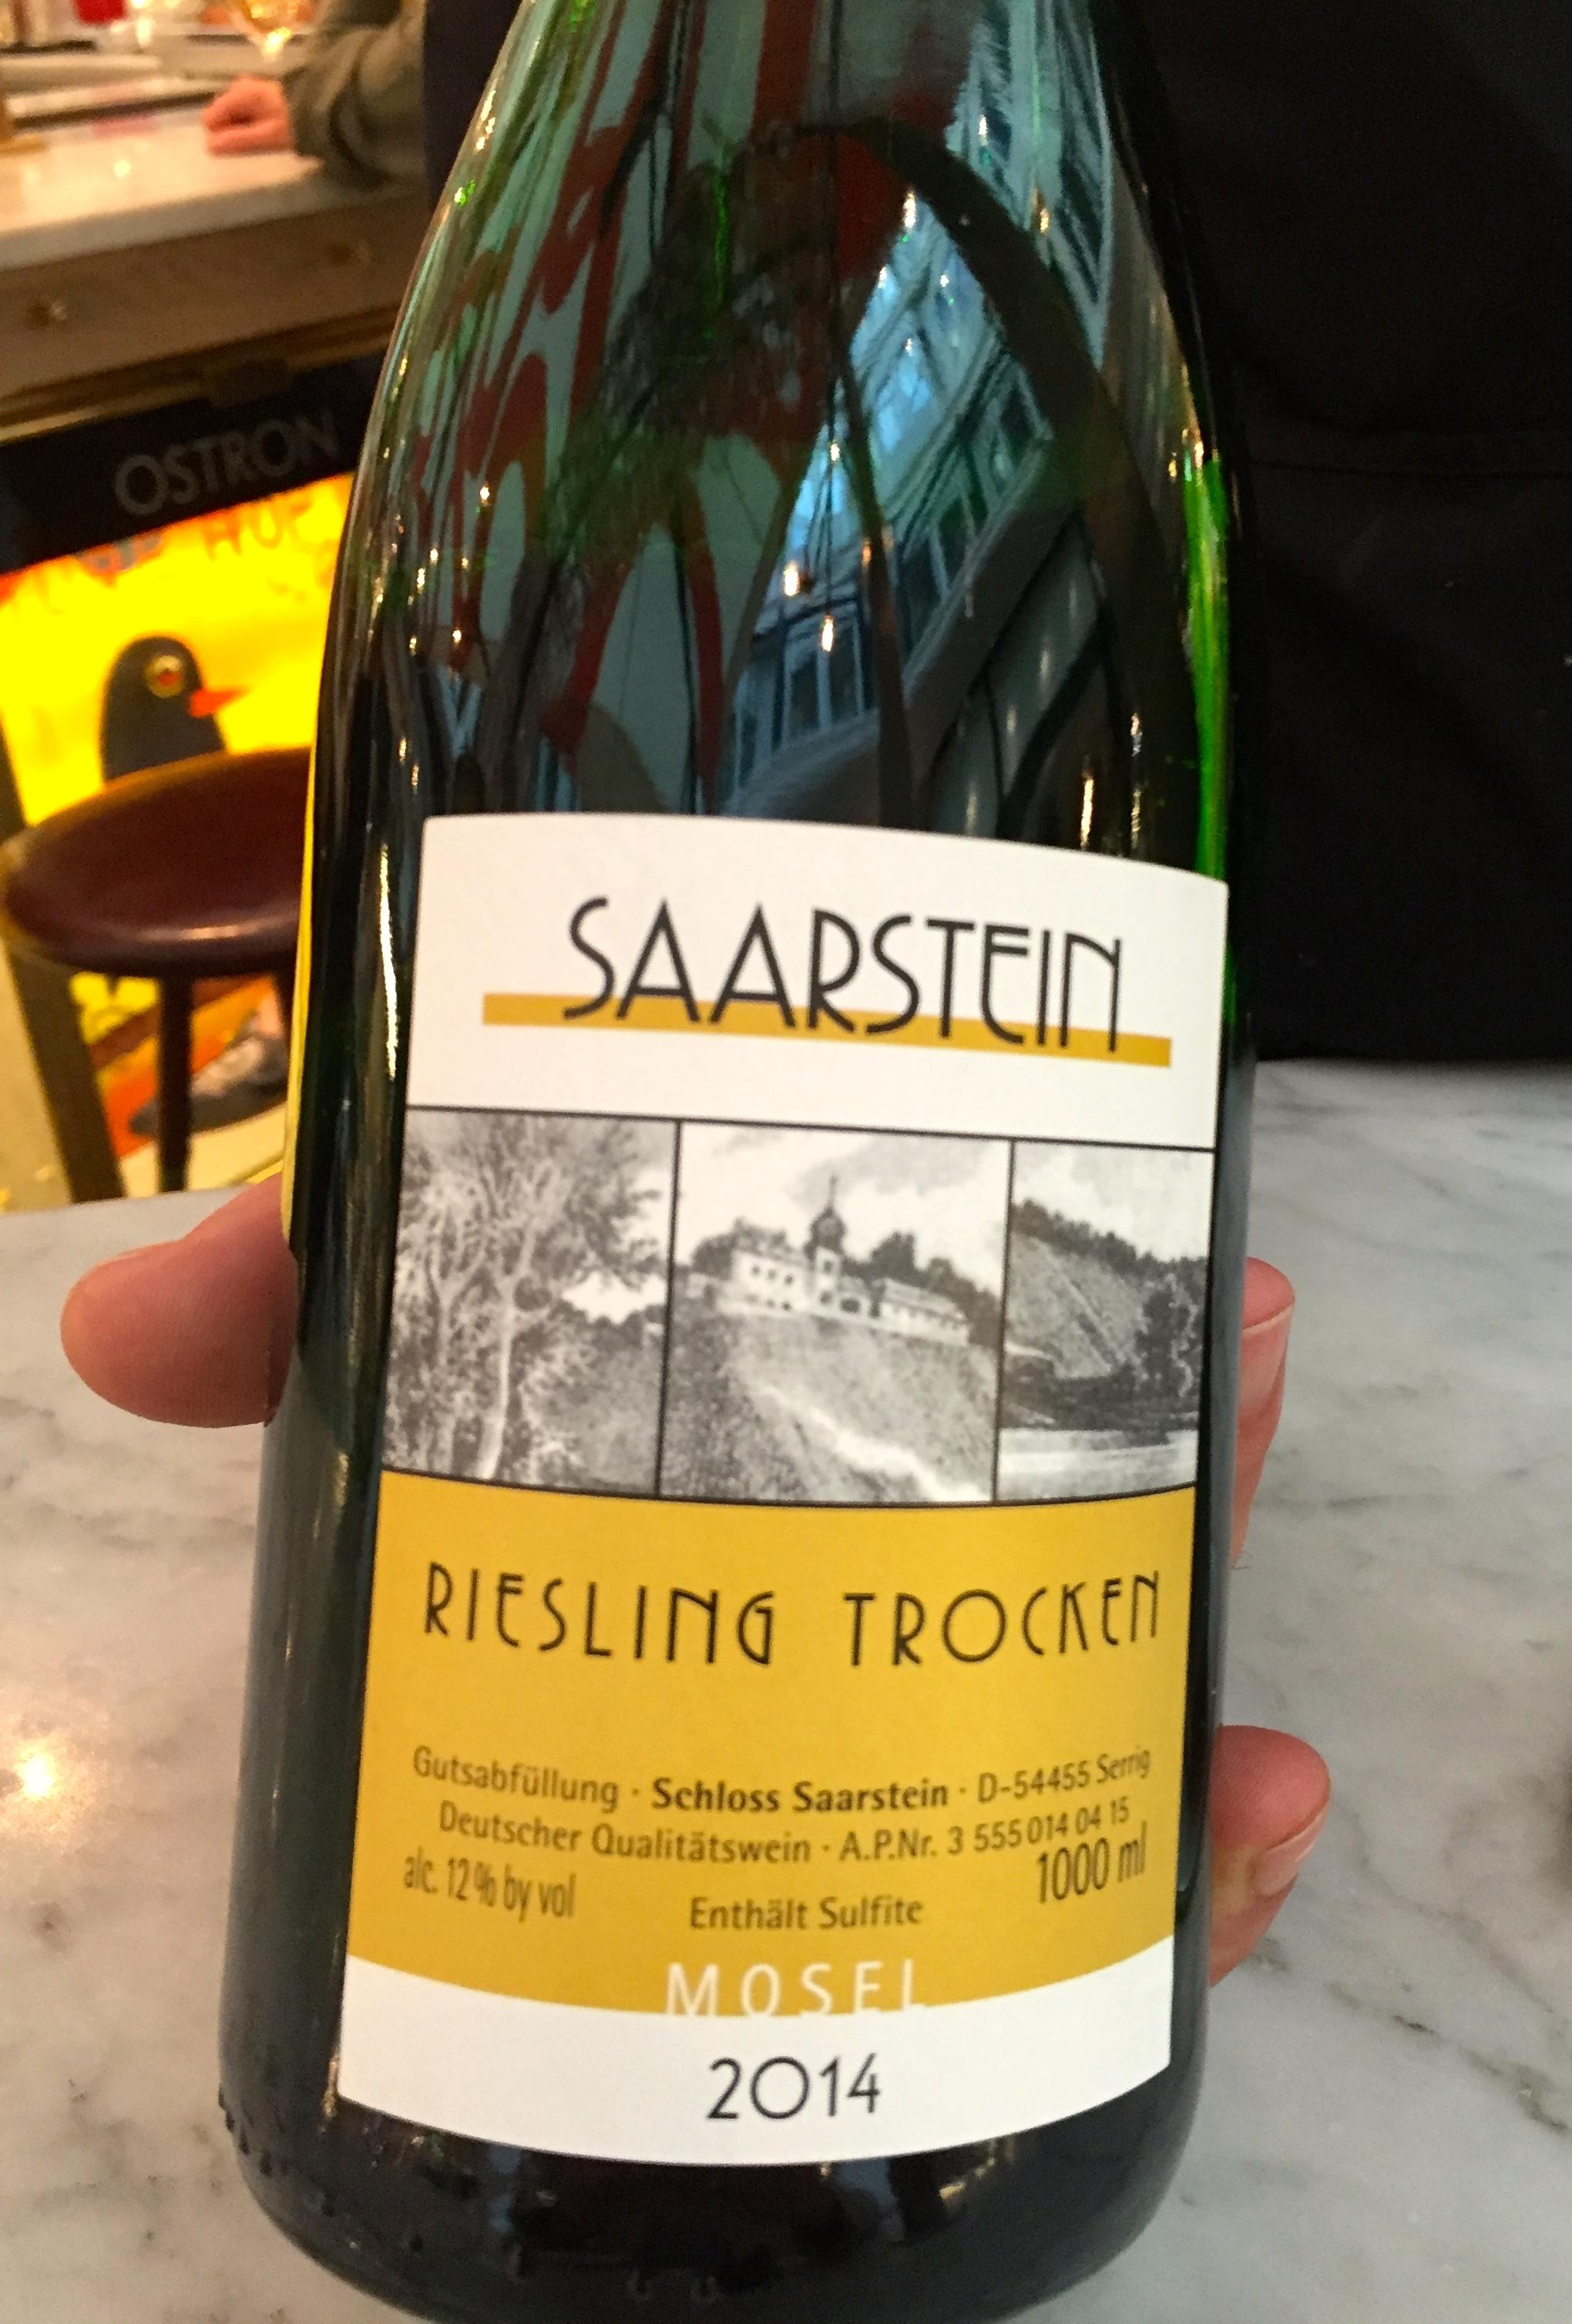 OSTRON
SAARSTEIN
RIESLING TROCKEN
Gutsabfüllung · Schloss Saarstein · D-54455 Serrig
Deutscher Qualitätswein · A.P.Nr. 3 555 014 04 15
alc. 12% by vol
1000 ml
Enthält Sulfite
MOSEL
2014